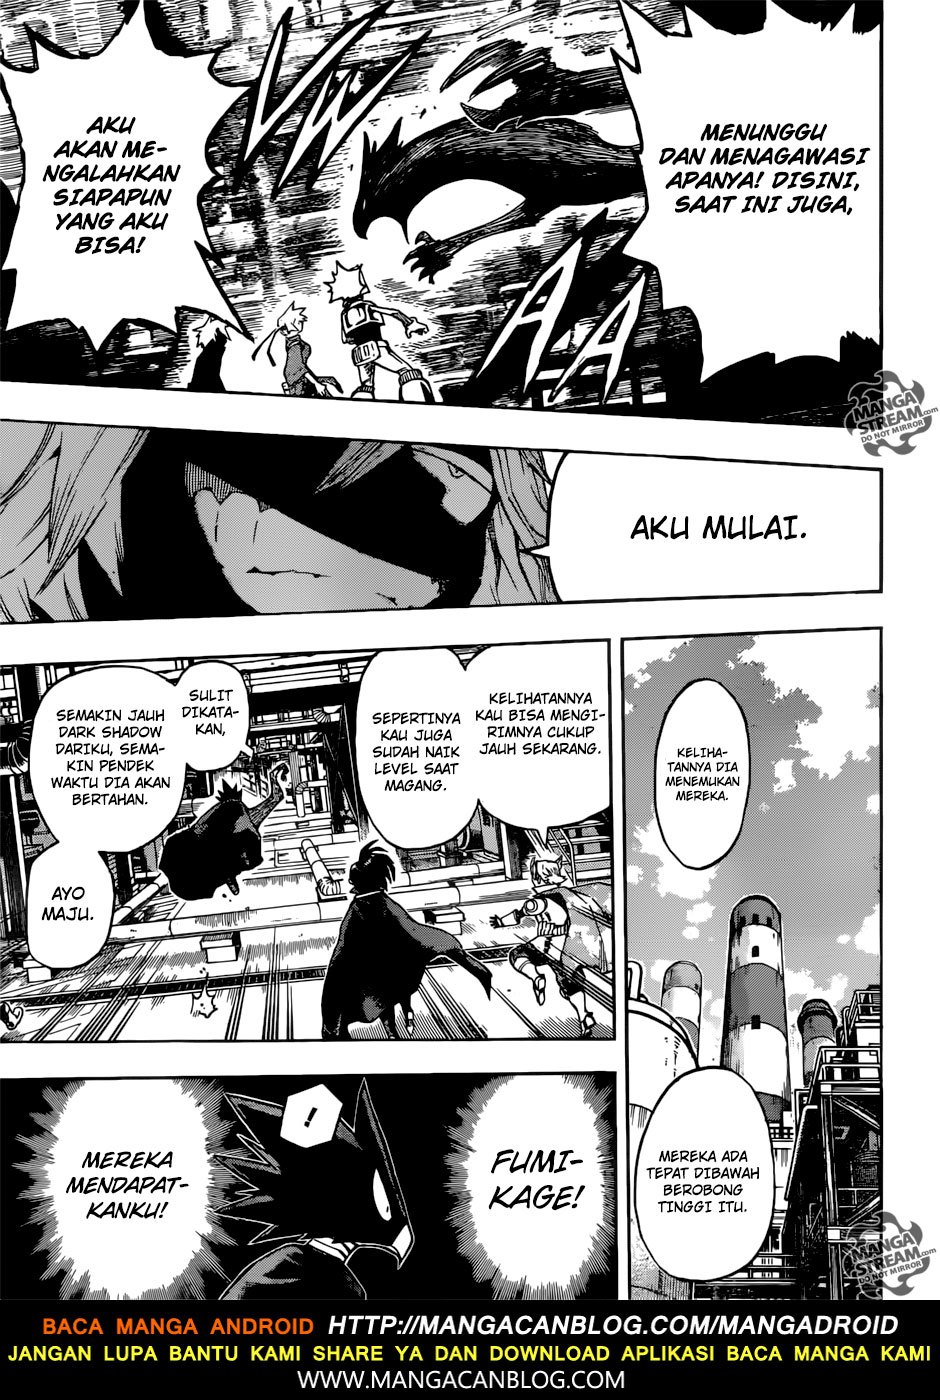 MENUNGGU
DAN MENAGAWASI
APANYA! DISINI,
SAAT INI JUGA,
AKU
AKAN ME-
NGALAHKAN
SIAPAPUN
YANG AKU
BISA!
VWAAA
MANGA
STREAM.com
DO NOT MIRROR!
AKU MULAI.
KELIHA-
TANNYA DIA
MENEMUKAN
MEREKA.
MEREKA ADA
TEPAT DIBAWAH
BEROBONG
TINGGI ITU.
KELIHATANNYA
KAU BISA MENGI-
RIMNYA CUKUP
JAUH SEKARANG.
SEPERTINYA
KAU JUGA
SUDAH NAIK
LEVEL SAAT
MAGANG.
SULIT
DIKATA-
KAN,
SEMAKIN JAUH
DARK SHADOW
DARIKU, SEMA-
KIN PENDEK
WAKTU DIA AKAN
BERTAHAN.
AYO
MAJU.
FUMI-
KAGE!
!
MEREKA
MENDAPAT-
KANKU!
MANGA
STREAM.com
DO NOT MIRROR!
BACA MANGA ANDROID HTTP://MANGACANBLOG.COM/MANGADROID
JANGAN LUPA BANTU KAMI SHARE YA DAN DOWNLOAD APLIKASI BACA MANGA KAMI
WWW.MANGACANBLOG.COM